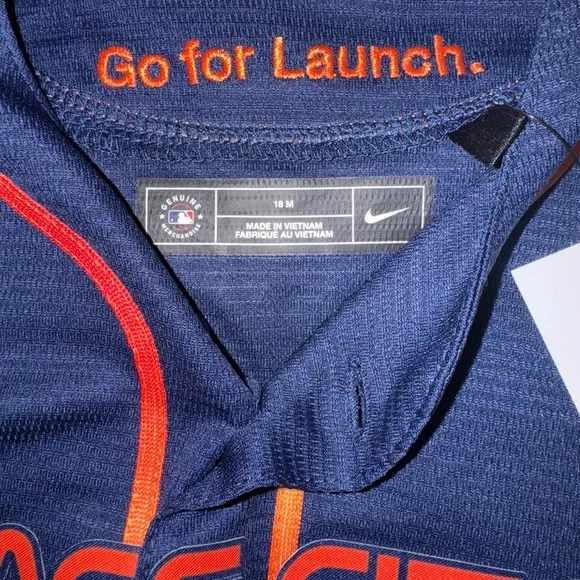 Go for Launch.
GENUINE
MERCHANDISE
18 M
MADE IN VIETNAM
FABRIQUÉ AU VIETNAM